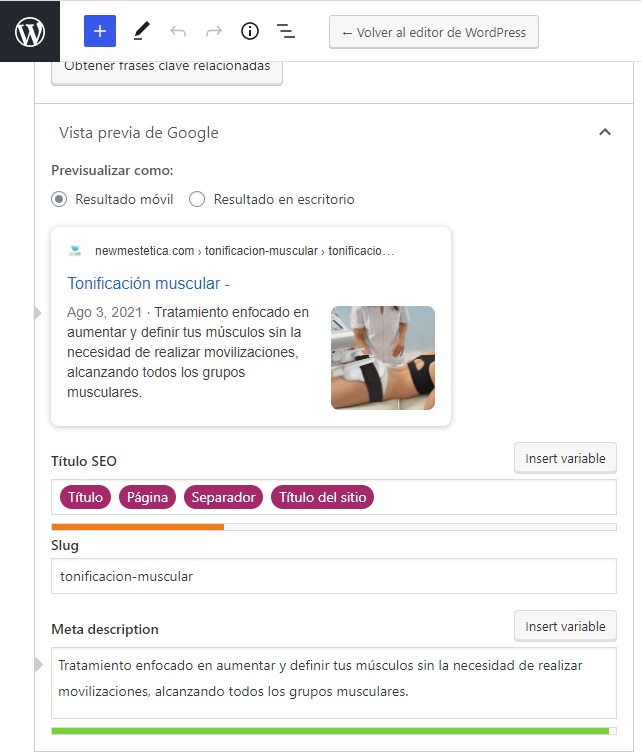 ← Volver al editor de WordPress
Obtener frases clave relacionadas
Vista previa de Google
Previsualizar como:
Resultado móvil Resultado en escritorio
newmestetica.com › tonificacion-muscular › tonificacio…
Tonificación muscular -
Ago 3, 2021 · Tratamiento enfocado en
aumentar y definir tus músculos sin la
necesidad de realizar movilizaciones,
alcanzando todos los grupos
musculares.
Título SEO Insert variable
Título Página Separador Título del sitio
Slug
tonificacion-muscular
Meta description Insert variable
Tratamiento enfocado en aumentar y definir tus músculos sin la necesidad de realizar
movilizaciones, alcanzando todos los grupos musculares.